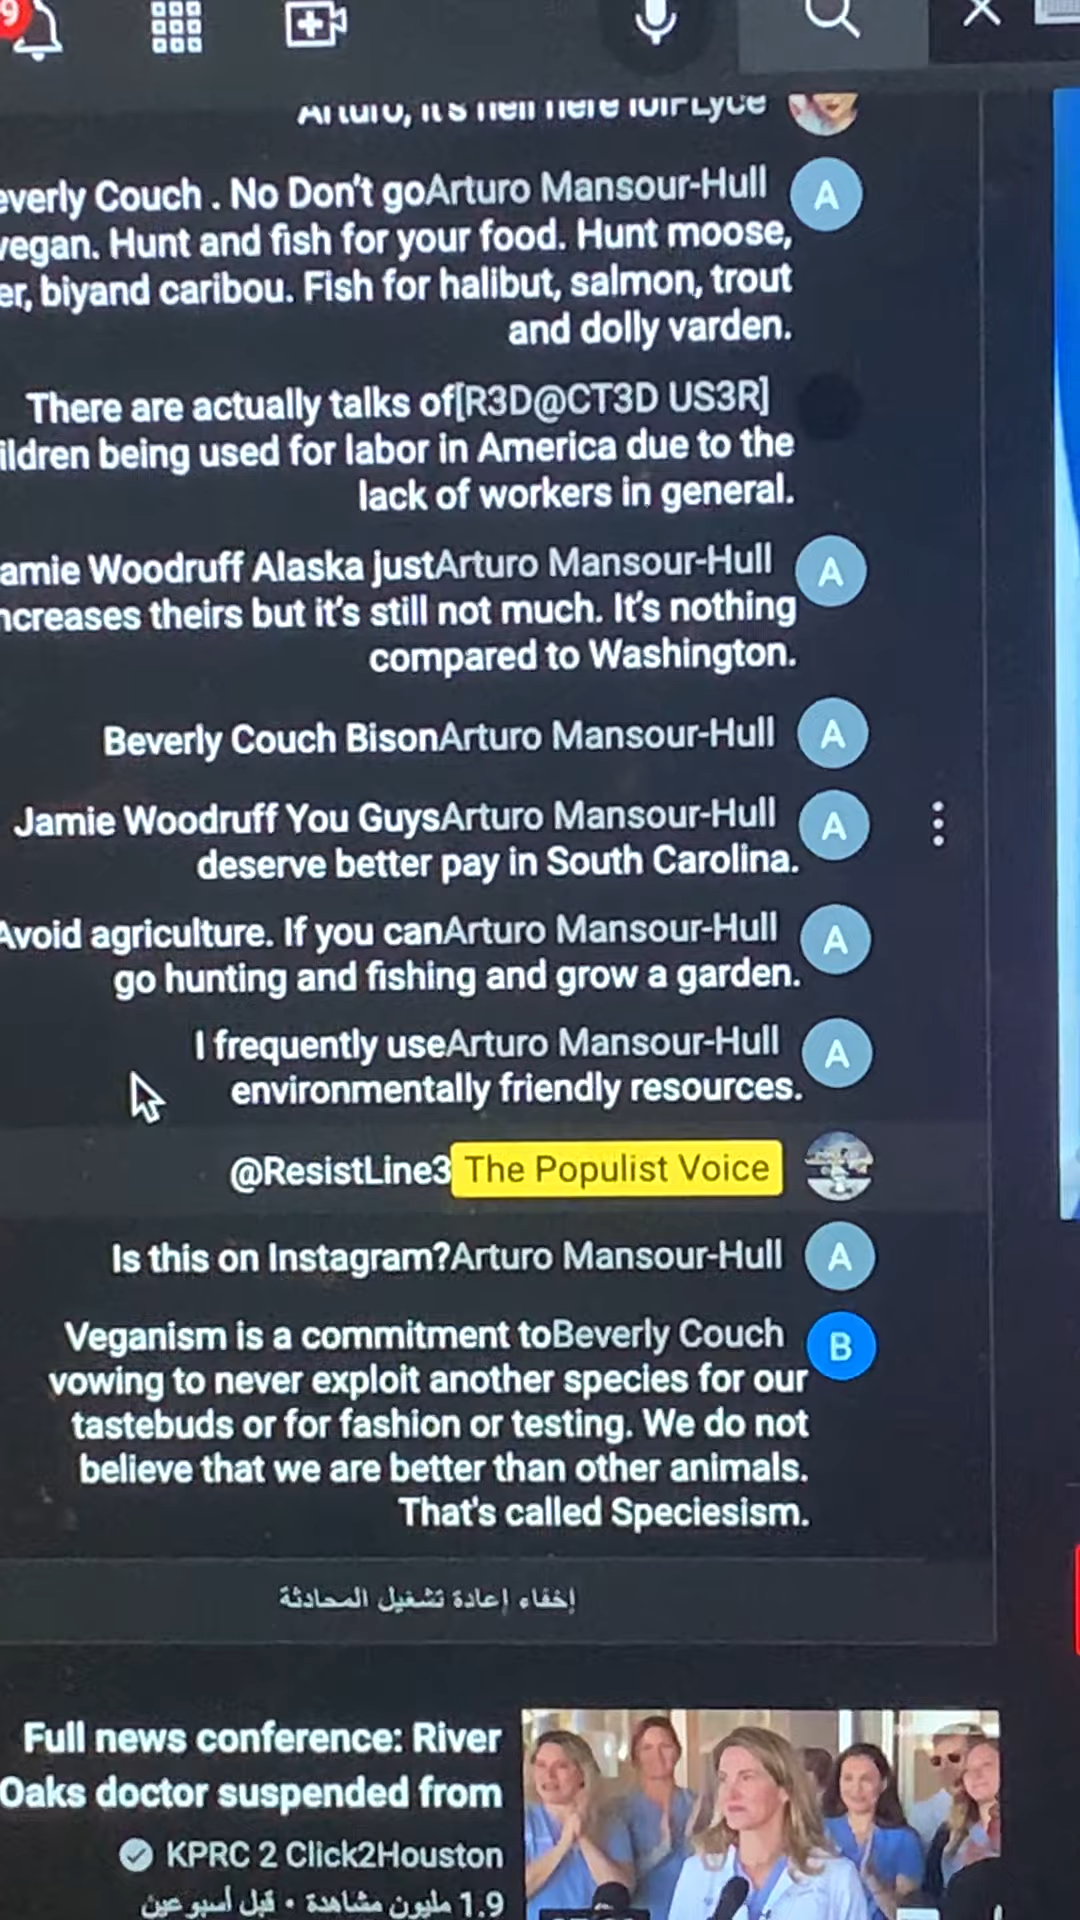 9
Arturo, it's hell here for
FLyce
everly Couch . No Don't goArturo Mansour-Hull
A
vegan. Hunt and fish for your food. Hunt moose,
er, biyand caribou. Fish for halibut, salmon, trout
and dolly varden.
There are actually talks of[R3D@CT3D US3R]
ildren being used for labor in America due to the
lack of workers in general.
amie Woodruff Alaska justArturo Mansour-Hull
A
ncreases theirs but it's still not much. It's nothing
compared to Washington.
Beverly Couch BisonArturo Mansour-Hull
A
Jamie Woodruff You GuysArturo Mansour-Hull
A
deserve better pay in South Carolina.
Avoid agriculture. If you canArturo Mansour-Hull
A
go hunting and fishing and grow a garden.
I frequently useArturo Mansour-Hull
A
environmentally friendly resources.
@ResistLine3 The Populist Voice
Is this on Instagram?Arturo Mansour-Hull
A
Veganism is a commitment toBeverly Couch
B
vowing to never exploit another species for our
tastebuds or for fashion or testing. We do not
believe that we are better than other animals.
That's called Speciesism.
إخفاء إعادة تشغيل المحادثة
Full news conference: River
Oaks doctor suspended from
KPRC 2 Click2Houston
1.9 مليون مشاهدة • قبل أسبوعين